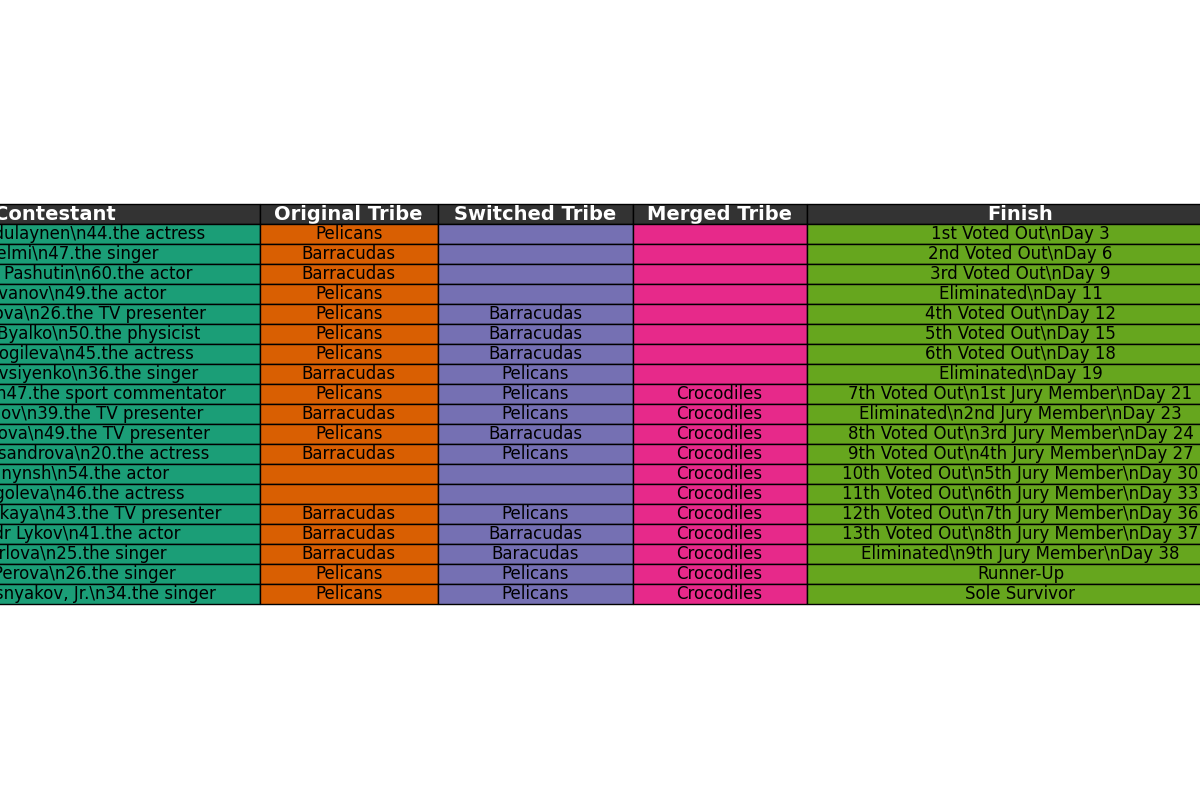 Contestant Original Tribe Switched Tribe Merged Tribe Finish
dulaynen\n44.the actress Pelicans 1st Voted Out\nDay 3
elmi\n47.the singer Barracudas 2nd Voted Out\nDay 6
Pashutin\n60.the actor Barracudas 3rd Voted Out\nDay 9
vanov\n49.the actor Pelicans Eliminated\nDay 11
ova\n26.the TV presenter Pelicans Barracudas 4th Voted Out\nDay 12
Byalko\n50.the physicist Pelicans Barracudas 5th Voted Out\nDay 15
ogileva\n45.the actress Pelicans Barracudas 6th Voted Out\nDay 18
vsiyenko\n36.the singer Barracudas Pelicans Eliminated\nDay 19
n47.the sport commentator Pelicans Pelicans Crocodiles 7th Voted Out\n1st Jury Member\nDay 21
ov\n39.the TV presenter Barracudas Pelicans Crocodiles Eliminated\n2nd Jury Member\nDay 23
ova\n49.the TV presenter Pelicans Barracudas Crocodiles 8th Voted Out\n3rd Jury Member\nDay 24
sandrova\n20.the actress Barracudas Pelicans Crocodiles 9th Voted Out\n4th Jury Member\nDay 27
nynsh\n54.the actor Crocodiles 10th Voted Out\n5th Jury Member\nDay 30
goleva\n46.the actress Crocodiles 11th Voted Out\n6th Jury Member\nDay 33
kaya\n43.the TV presenter Barracudas Pelicans Crocodiles 12th Voted Out\n7th Jury Member\nDay 36
dr Lykov\n41.the actor Barracudas Barracudas Crocodiles 13th Voted Out\n8th Jury Member\nDay 37
rlova\n25.the singer Barracudas Baracudas Crocodiles Eliminated\n9th Jury Member\nDay 38
Perova\n26.the singer Pelicans Pelicans Crocodiles Runner-Up
snyakov, Jr.\n34.the singer Pelicans Pelicans Crocodiles Sole Survivor